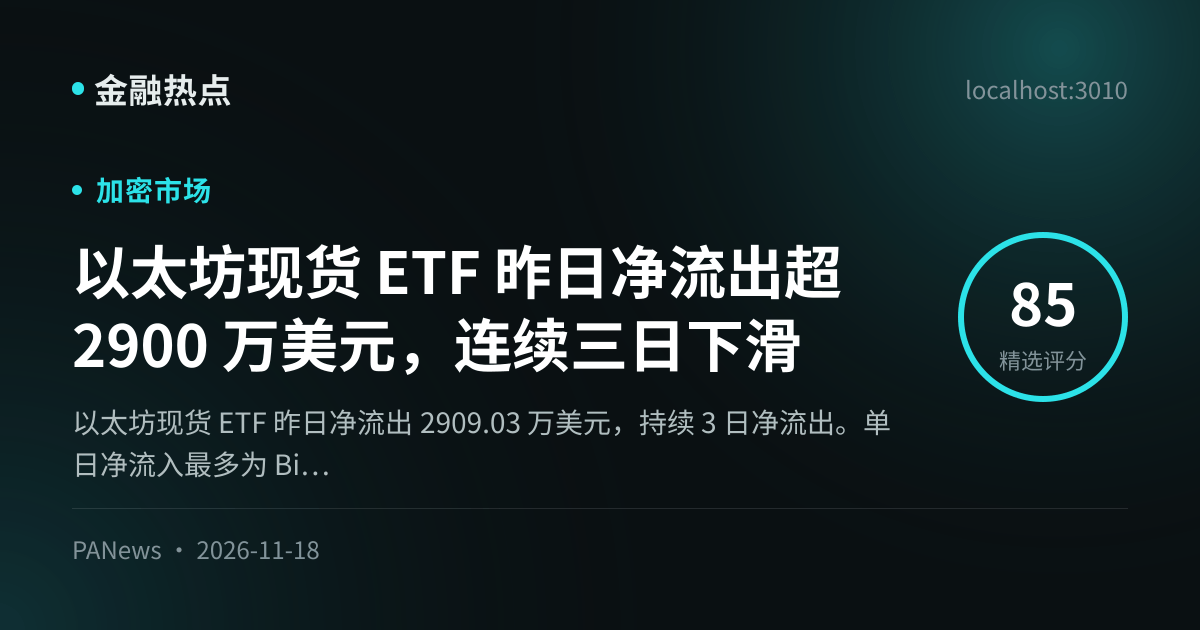 金融热点
localhost:3010
加密市场
以太坊现货 ETF 昨日净流出超
2900 万美元，连续三日下滑
85
精选评分
以太坊现货 ETF 昨日净流出 2909.03 万美元，持续 3 日净流出。单
日净流入最多为 Bi…
PANews • 2026-11-18